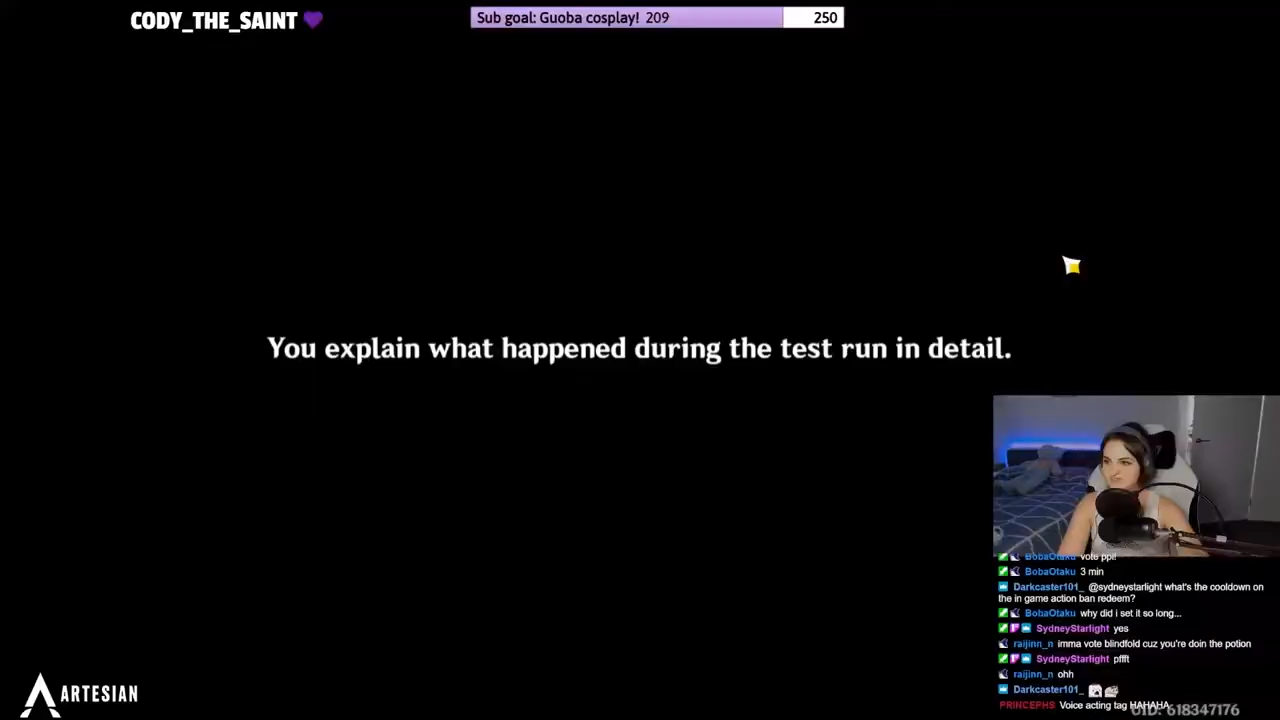 CODY_THE_SAINT
Sub goal: Guoba cosplay! 209
250
You explain what happened during the test run in detail.
BobaOtaku vote ppl!
BobaOtaku 3 min
Darkcaster101_ @sydneystarlight what's the cooldown on
the in game action ban redeem?
BobaOtaku why did i set it so long...
SydneyStarlight yes
raijinn_n imma vote blindfold cuz you're doin the potion
SydneyStarlight pffft
raijinn_n ohh
Darkcaster101_
PRINCEPHS Voice acting tag HAHAHA
UID: 618347176
ARTESIAN